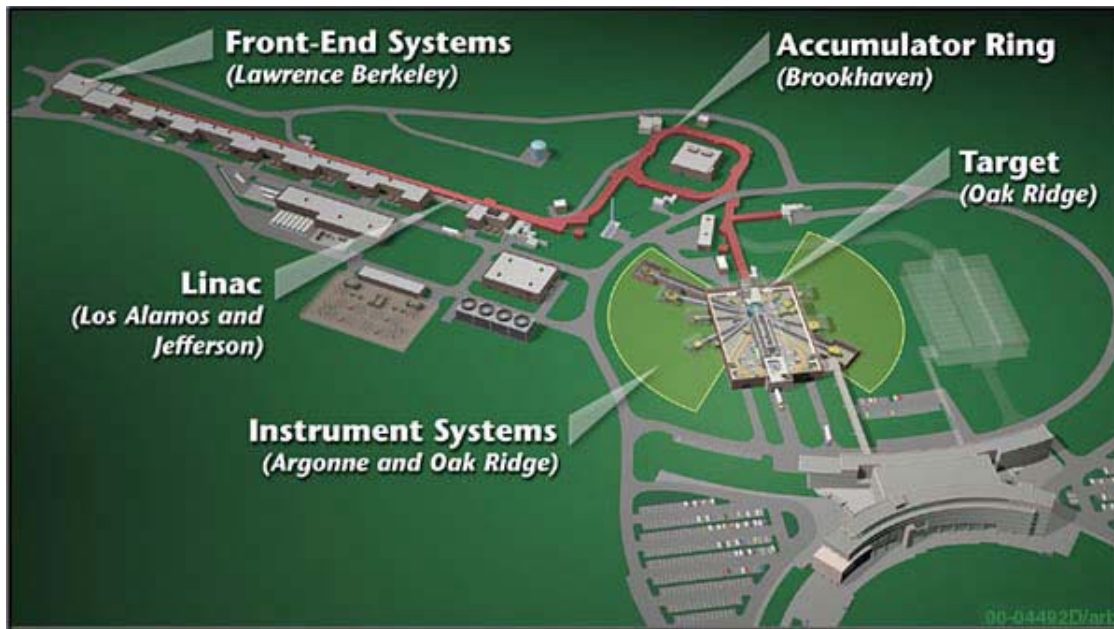 Front-End Systems
(Lawrence Berkeley)
Accumulator Ring
(Brookhaven)
Target
(Oak Ridge)
Linac
(Los Alamos and
Jefferson)
Instrument Systems
(Argonne and Oak Ridge)
00-04492D/arb